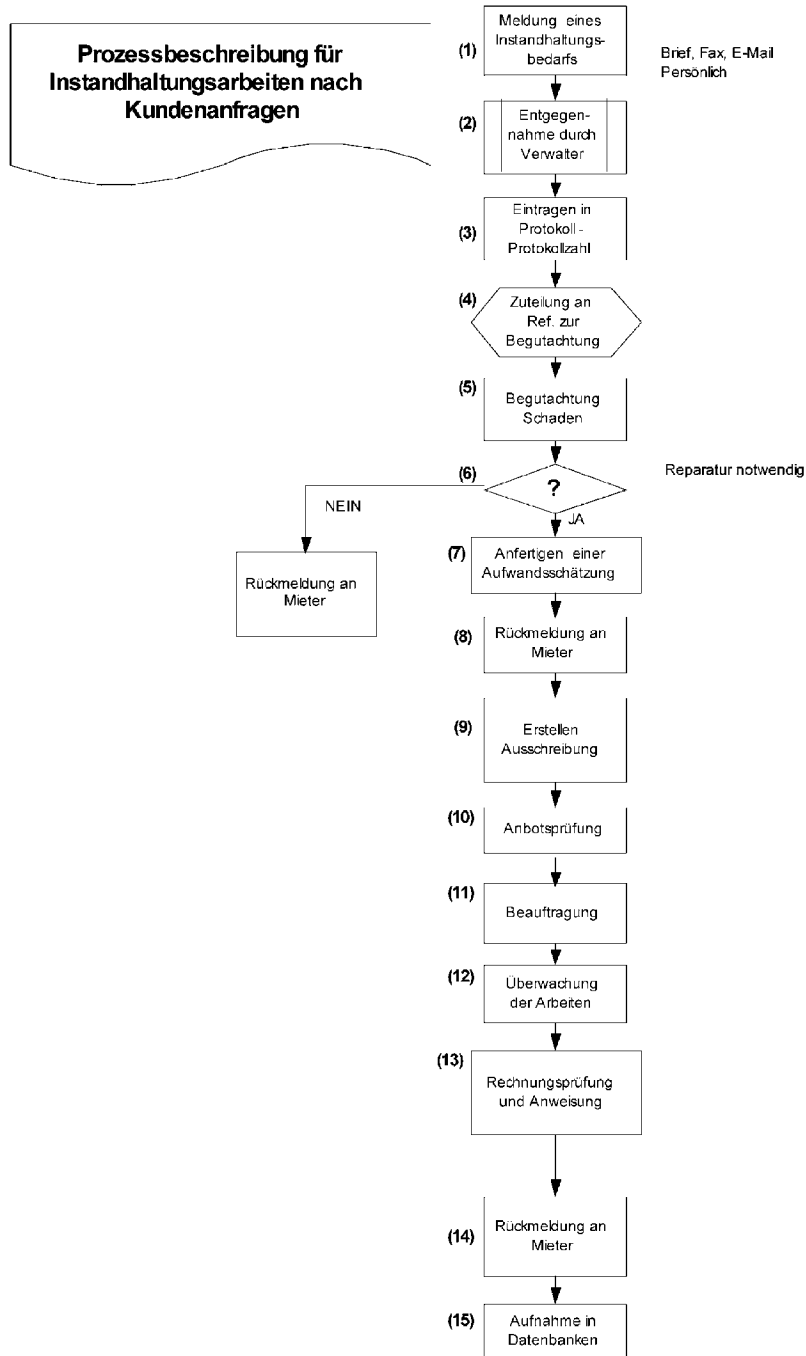 Prozessbeschreibung für
Instandhaltungsarbeiten nach
Kundenanfragen
(1)
Meldung eines
Instandhaltungs-
bedarfs
Brief, Fax, E-Mail
Persönlich
(2)
Entgegen-
nahme durch
Verwalter
(3)
Eintragen in
Protokoll -
Protokollzahl
(4)
Zuteilung an
Ref. zur
Begutachtung
(5)
Begutachtung
Schaden
(6)
?
Reparatur notwendig
NEIN
JA
Rückmeldung an
Mieter
(7)
Anfertigen einer
Aufwandsschätzung
(8)
Rückmeldung an
Mieter
(9)
Erstellen
Ausschreibung
(10)
Anbotsprüfung
(11)
Beauftragung
(12)
Überwachung
der Arbeiten
(13)
Rechnungsprüfung
und Anweisung
(14)
Rückmeldung an
Mieter
(15)
Aufnahme in
Datenbanken